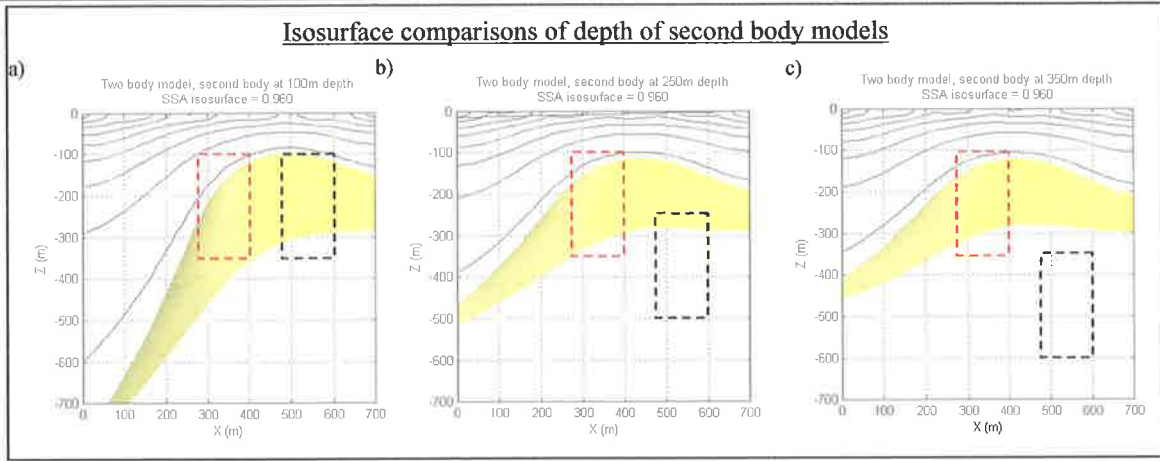 Isosurface comparisons of depth of second body models
a)
Two body model, second body at 100m depth
SSA isosurface = 0.960
0
-100
-200
-300
-400
-500
-600
-700
Z (m)
0 100 200 300 400 500 600 700
X (m)
b)
Two body model, second body at 250m depth
SSA isosurface = 0.960
0
-100
-200
-300
-400
-500
-600
-700
Z (m)
0 100 200 300 400 500 600 700
X (m)
c)
Two body model, second body at 350m depth
SSA isosurface = 0.960
0
-100
-200
-300
-400
-500
-600
-700
Z (m)
0 100 200 300 400 500 600 700
X (m)